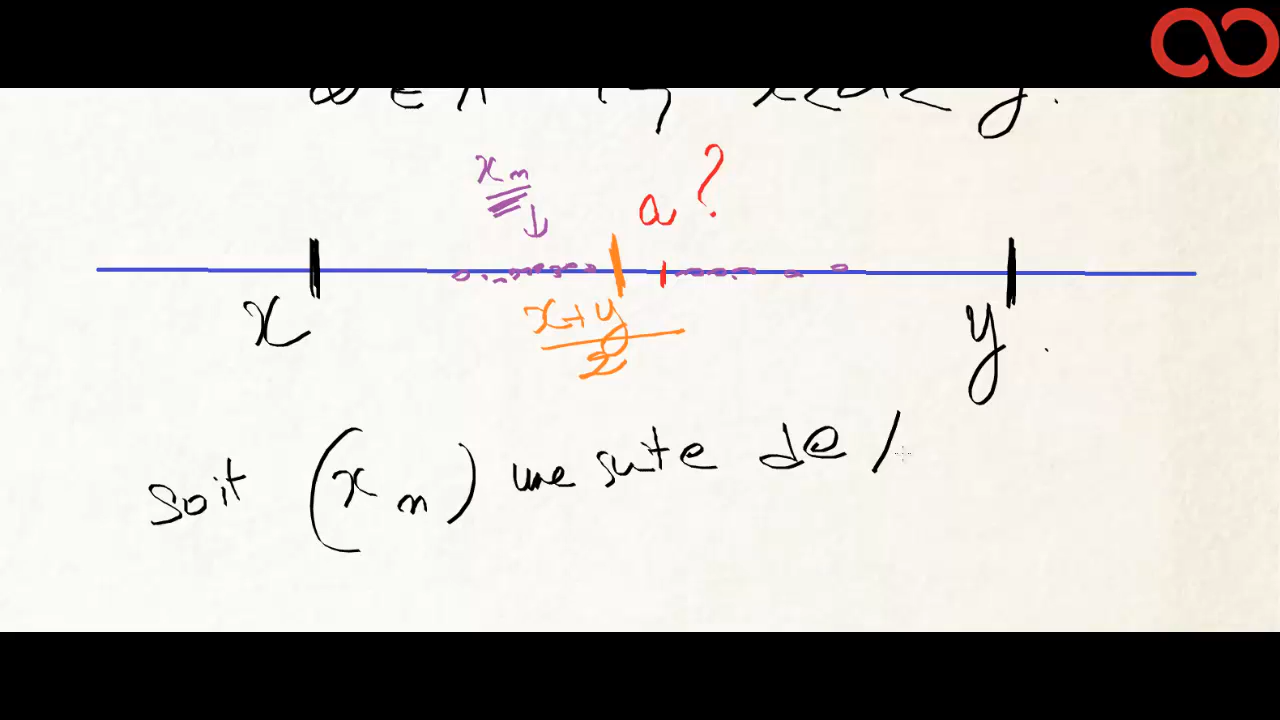 x_n
a ?
x+y
2
x
y.
soit (x_n) une suite de